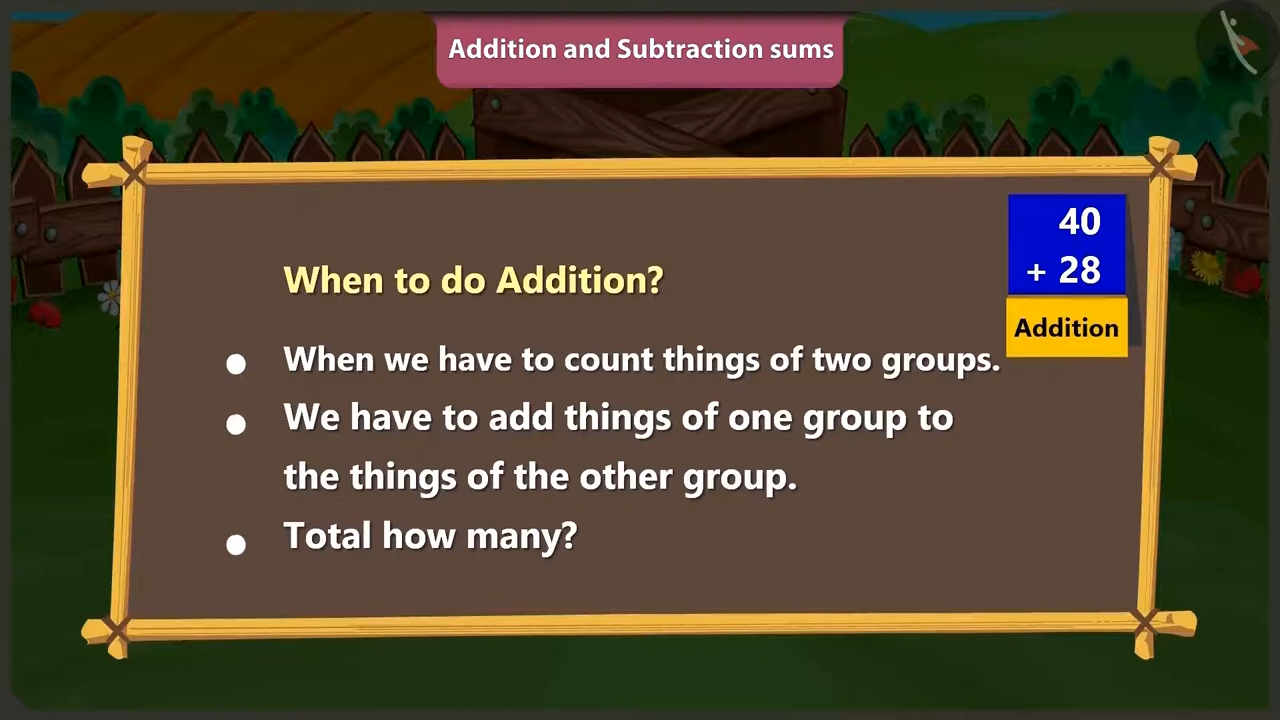 Addition and Subtraction sums
40
+ 28
Addition
When to do Addition?
● When we have to count things of two groups.
● We have to add things of one group to
the things of the other group.
● Total how many?